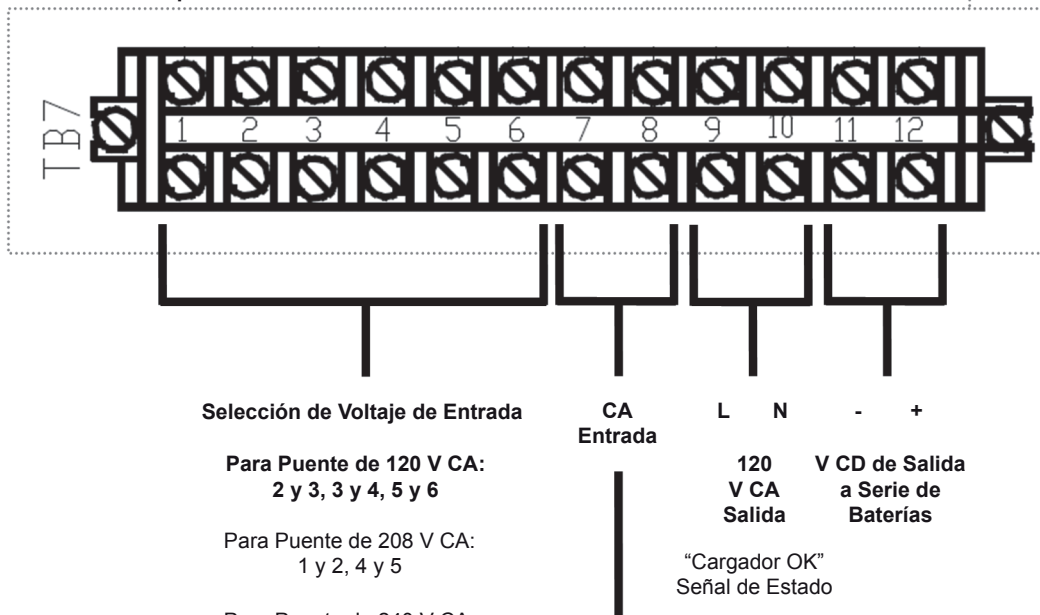 TB7
1 2 3 4 5 6 7 8 9 10 11 12
Selección de Voltaje de Entrada
Para Puente de 120 V CA:
2 y 3, 3 y 4, 5 y 6
Para Puente de 208 V CA:
1 y 2, 4 y 5
CA
Entrada
L N
120
V CA
Salida
“Cargador OK”
Señal de Estado
- +
V CD de Salida
a Serie de
Baterías